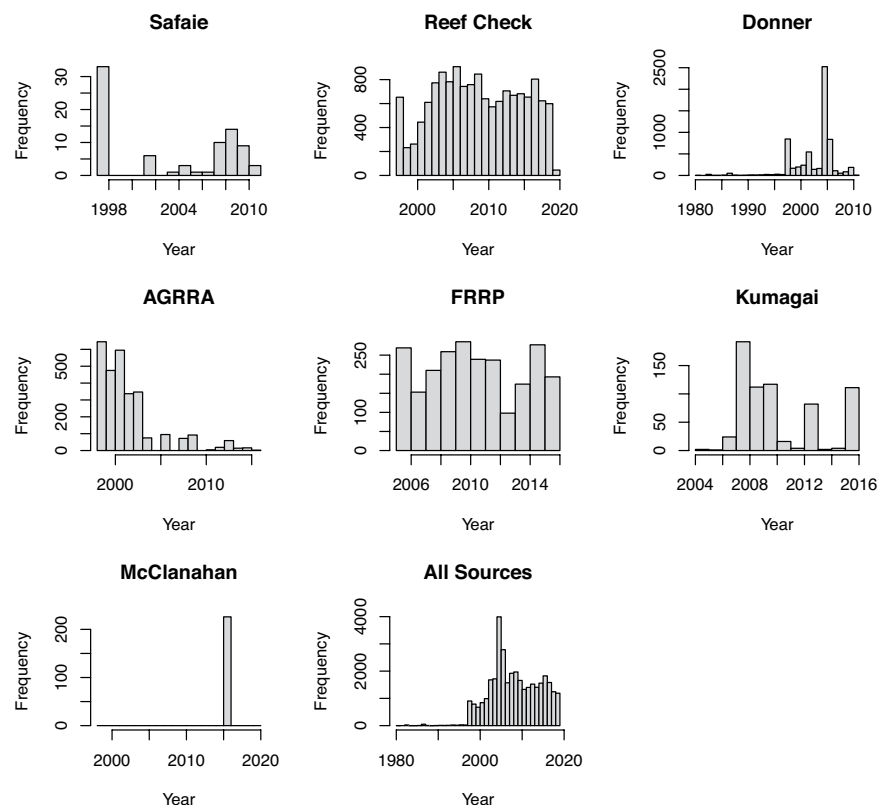 Safaie
Frequency
0
10
20
30
1998
2004
2010
Year
Reef Check
Frequency
0
400
800
2000
2010
2020
Year
Donner
Frequency
0
1000
2500
1980
1990
2000
2010
Year
AGRRA
Frequency
0
200
500
2000
2010
Year
FRRP
Frequency
0
100
250
2006
2010
2014
Year
Kumagai
Frequency
0
50
150
2004
2008
2012
2016
Year
McClanahan
Frequency
0
100
200
2000
2010
2020
Year
All Sources
Frequency
0
2000
4000
1980
2000
2020
Year